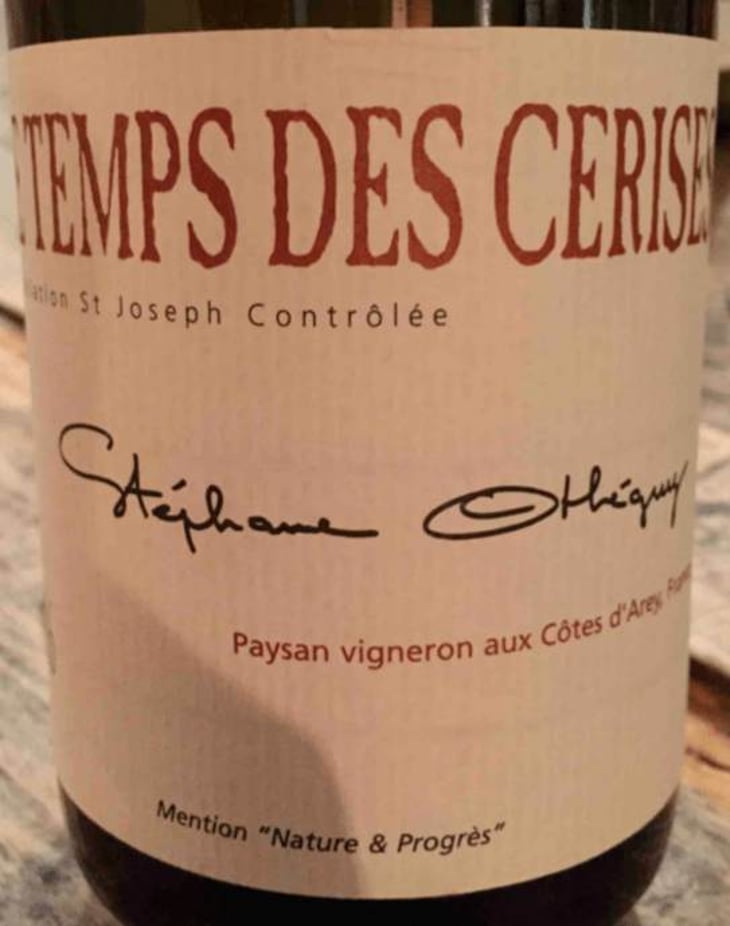 TEMPS DES CERISES
St Joseph Contrôlée
Stéphane Othéguy
Paysan vigneron aux Côtes d'Arey,
Mention "Nature & Progrès"